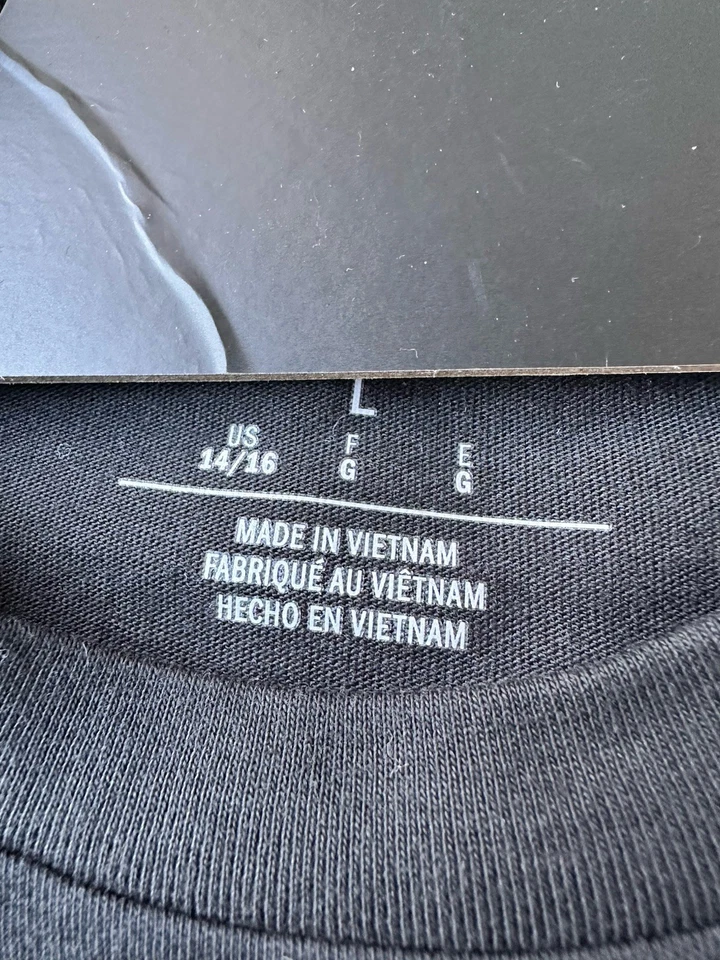 L
US F E
14/16 G G
MADE IN VIETNAM
FABRIQUÉ AU VIÊTNAM
HECHO EN VIETNAM